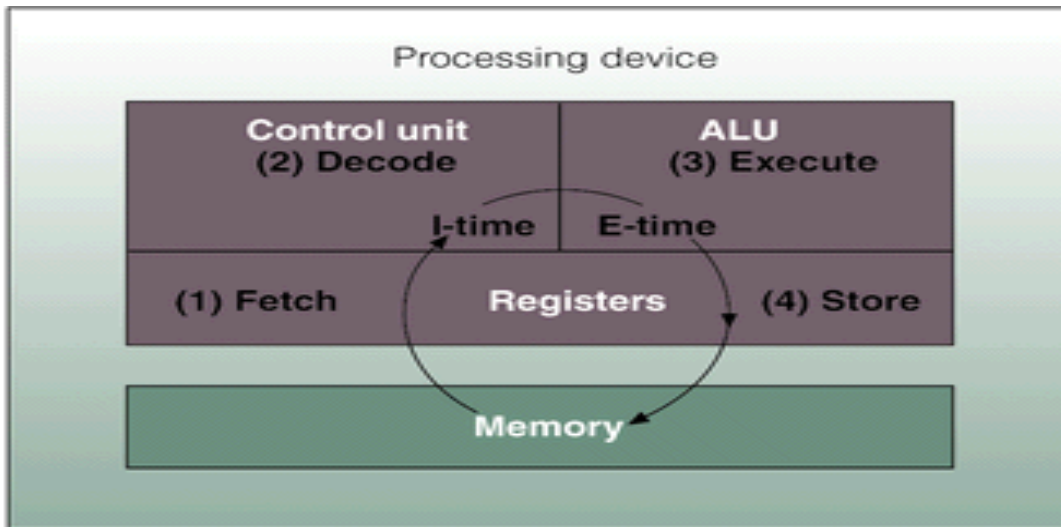 Processing device
Control unit
(2) Decode
ALU
(3) Execute
I-time
E-time
(1) Fetch
Registers
(4) Store
Memory